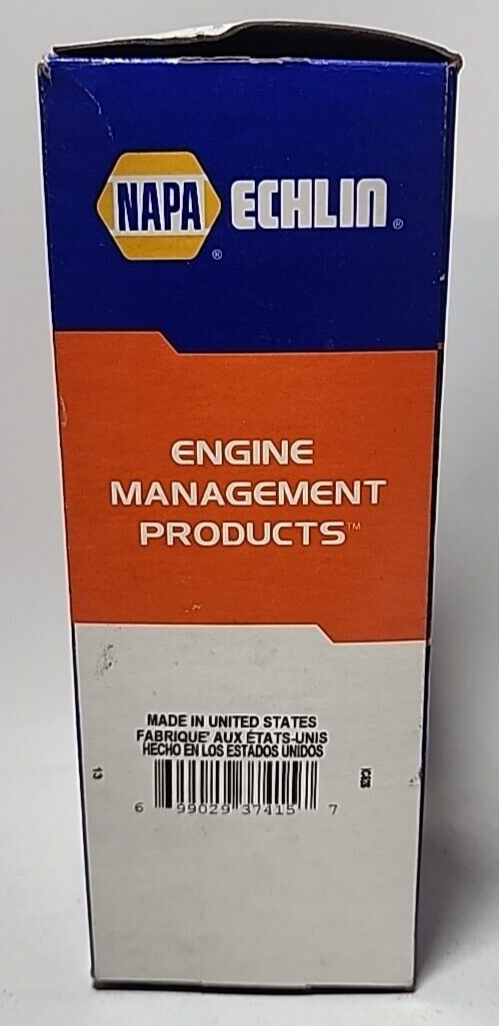 NAPA® ECHLIN®
ENGINE
MANAGEMENT
PRODUCTS™
MADE IN UNITED STATES
FABRIQUE' AUX ÉTATS-UNIS
HECHO EN LOS ESTADOS UNIDOS
13
6 99029 37415 7